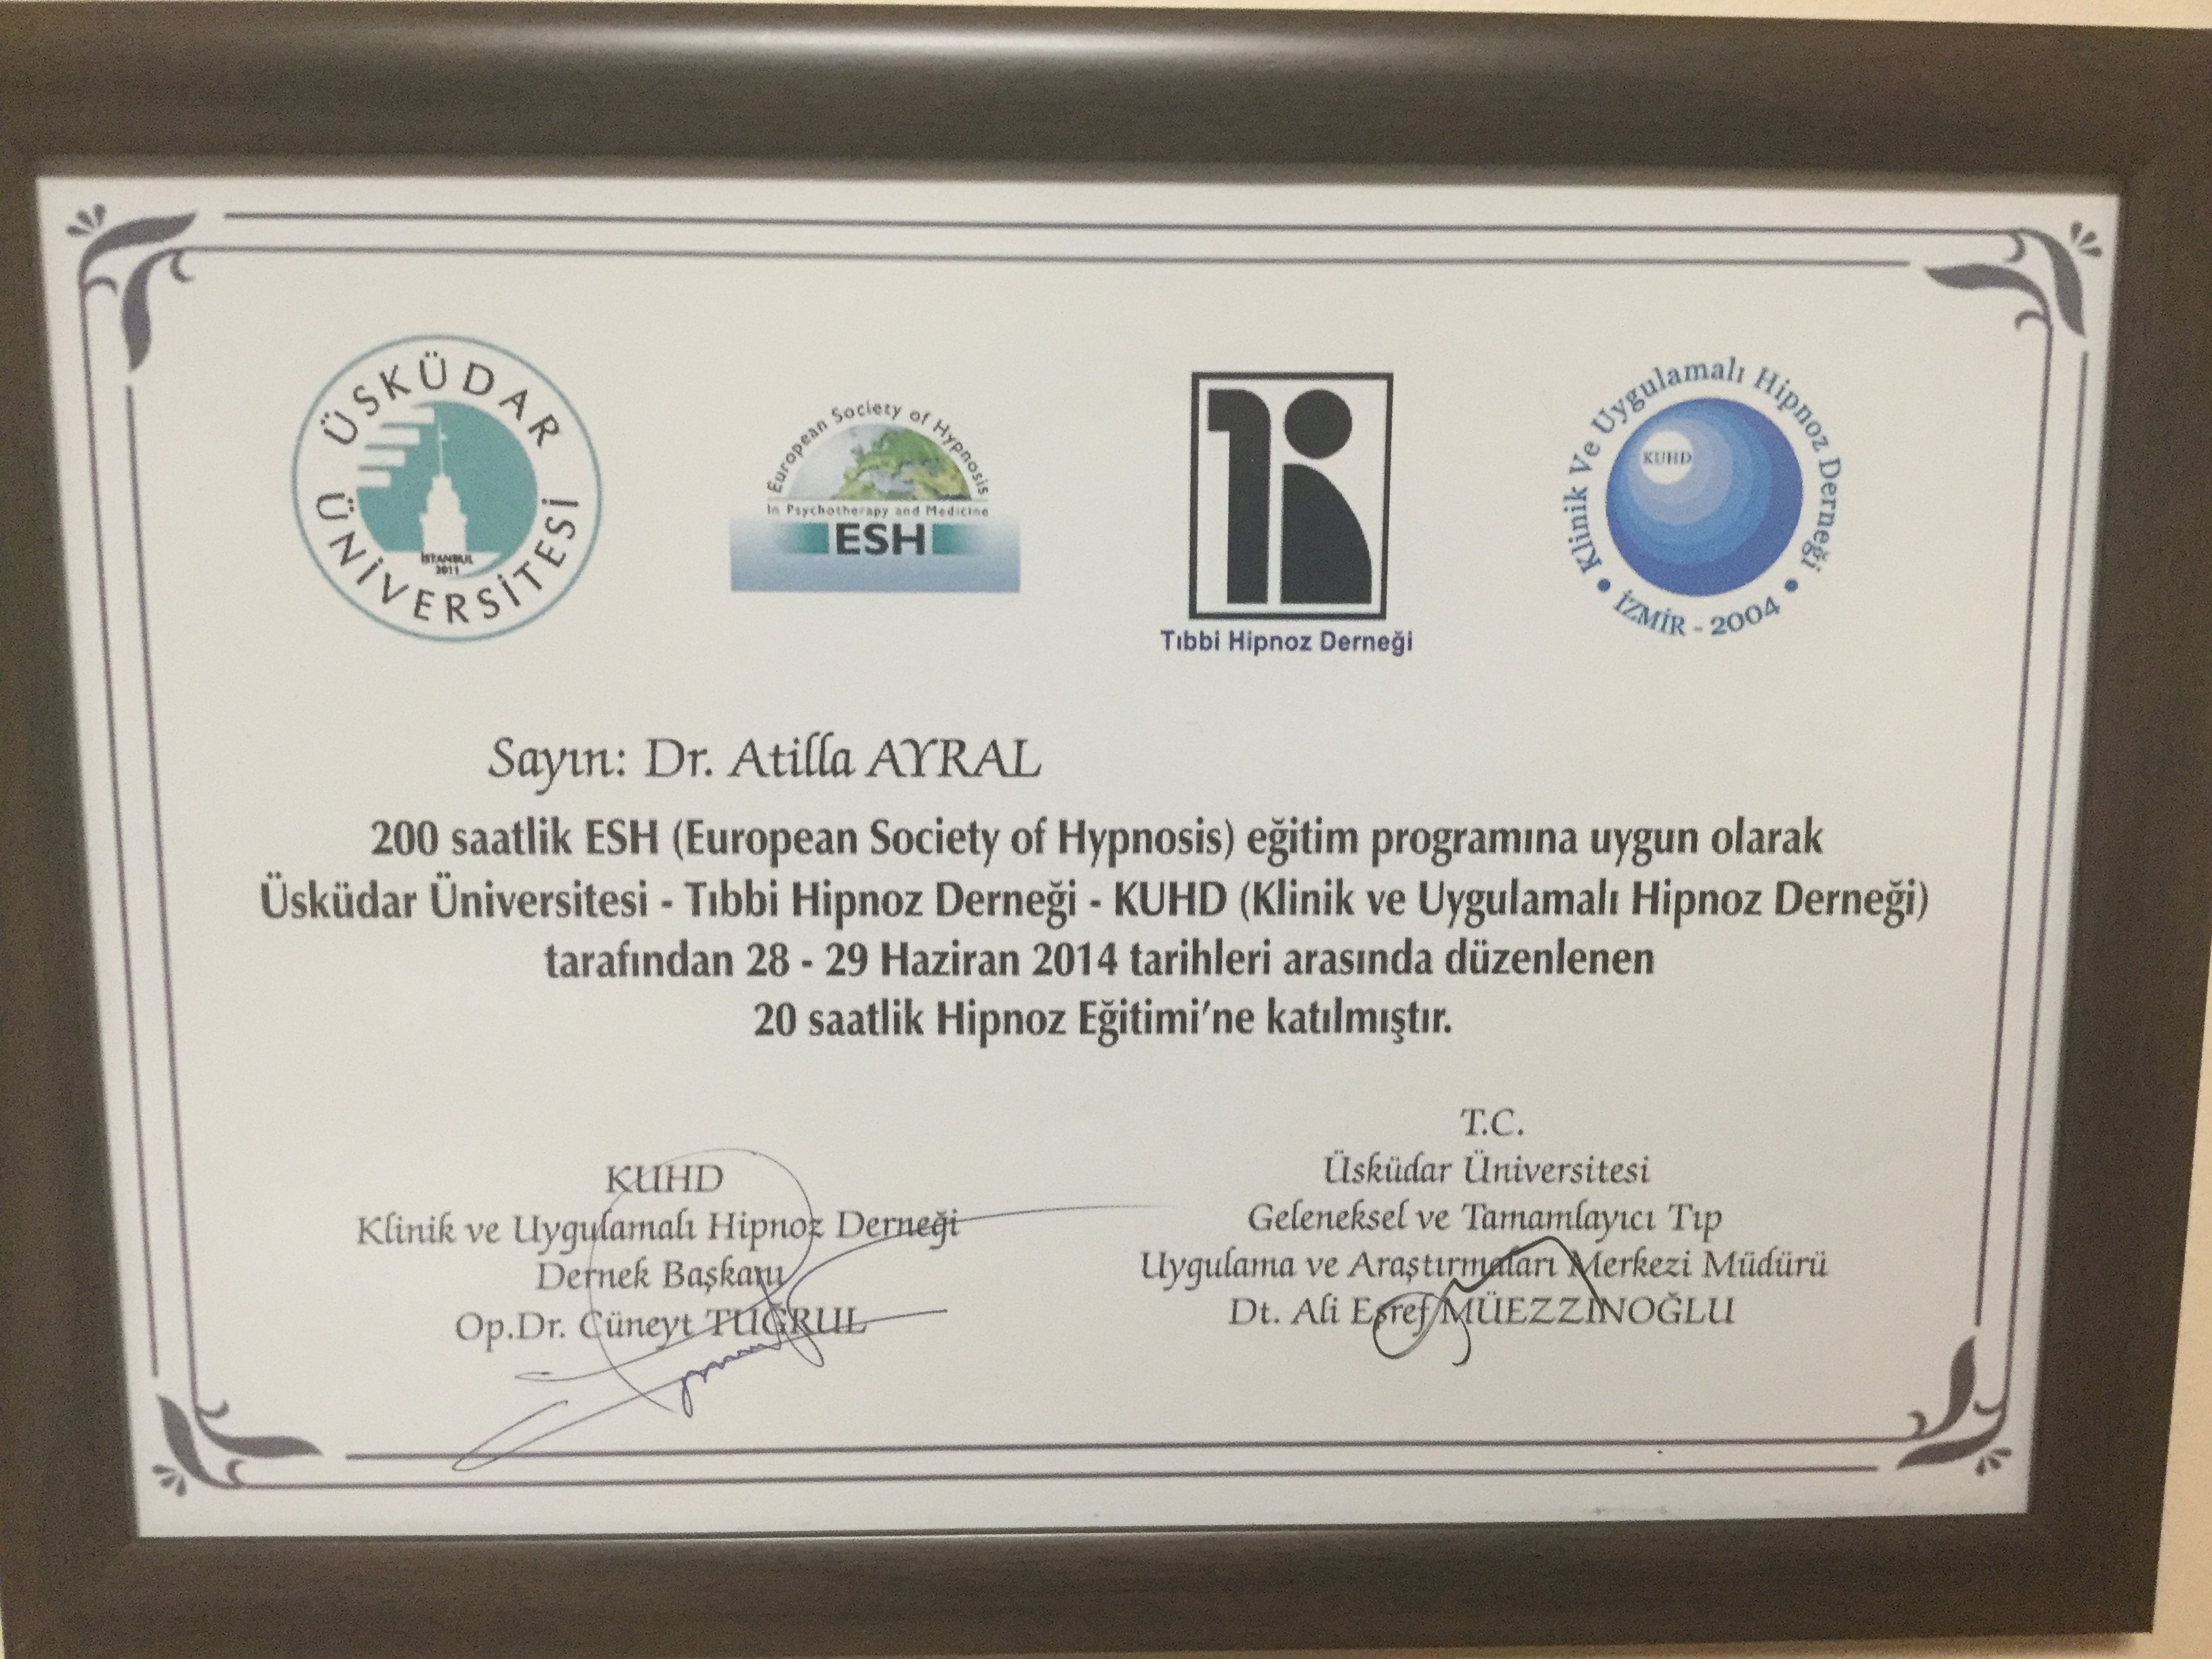 ÜSKÜDAR ÜNİVERSİTESİ
İSTANBUL
2011
European Society of Hypnosis
In Psychotherapy and Medicine
ESH
Tıbbi Hipnoz Derneği
Klinik Ve Uygulamalı Hipnoz Derneği
KUHD
İZMİR - 2004
Sayın: Dr. Atilla AYRAL
200 saatlik ESH (European Society of Hypnosis) eğitim programına uygun olarak
Üsküdar Üniversitesi - Tıbbi Hipnoz Derneği - KUHD (Klinik ve Uygulamalı Hipnoz Derneği)
tarafından 28 - 29 Haziran 2014 tarihleri arasında düzenlenen
20 saatlik Hipnoz Eğitimi'ne katılmıştır.
KUHD
Klinik ve Uygulamalı Hipnoz Derneği
Dernek Başkanı
Op.Dr. Cüneyt TUĞRUL
T.C.
Üsküdar Üniversitesi
Geleneksel ve Tamamlayıcı Tıp
Uygulama ve Araştırmaları Merkezi Müdürü
Dt. Ali Eşref MÜEZZİNOĞLU